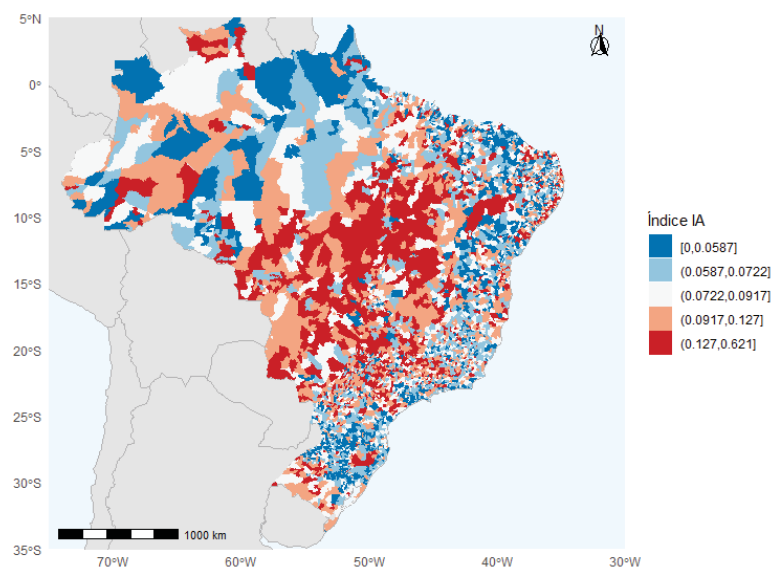 5°N
0°
5°S
10°S
15°S
20°S
25°S
30°S
35°S
70°W 60°W 50°W 40°W 30°W
N
1000 km
Índice IA
[0,0.0587]
(0.0587,0.0722]
(0.0722,0.0917]
(0.0917,0.127]
(0.127,0.621]